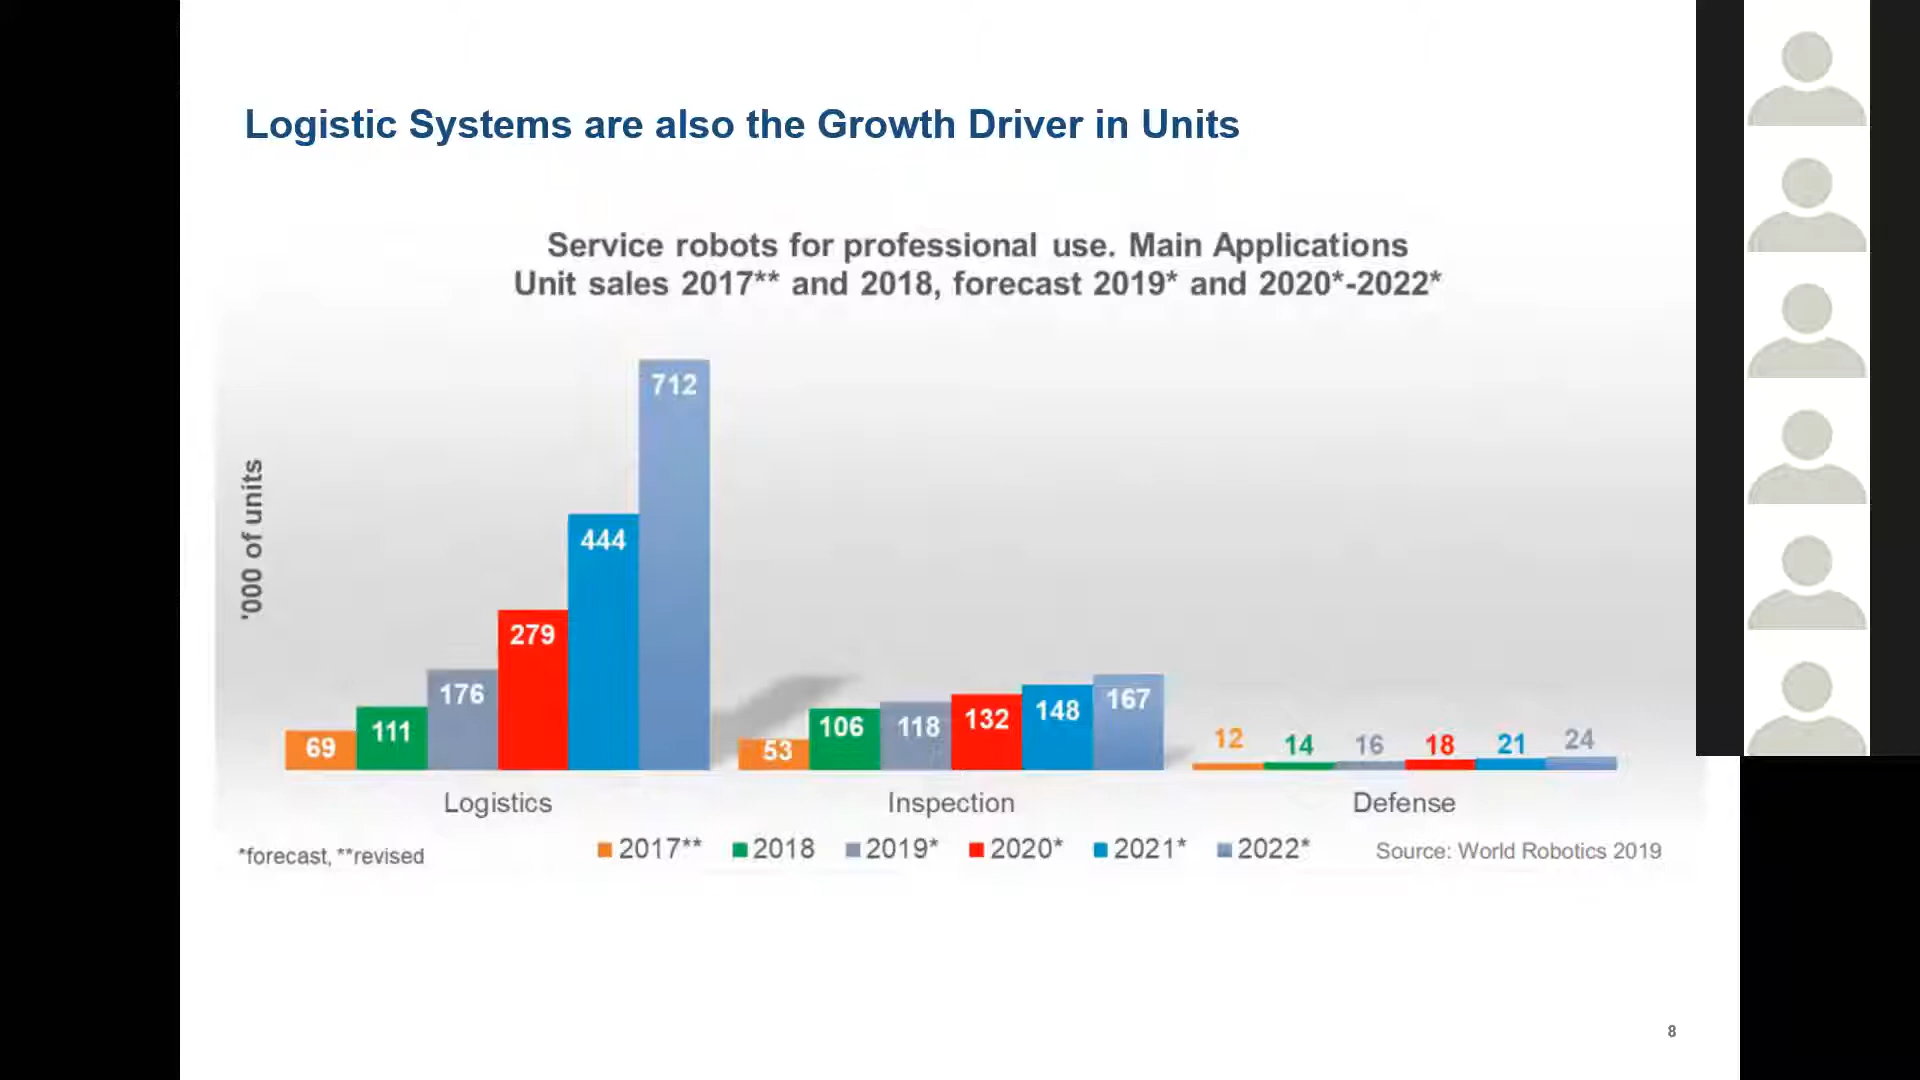 Logistic Systems are also the Growth Driver in Units
Service robots for professional use. Main Applications
Unit sales 2017** and 2018, forecast 2019* and 2020*-2022*
'000 of units
69
111
176
279
444
712
53
106
118
132
148
167
12
14
16
18
21
24
Logistics
Inspection
Defense
*forecast, **revised
2017**
2018
2019*
2020*
2021*
2022*
Source: World Robotics 2019
8